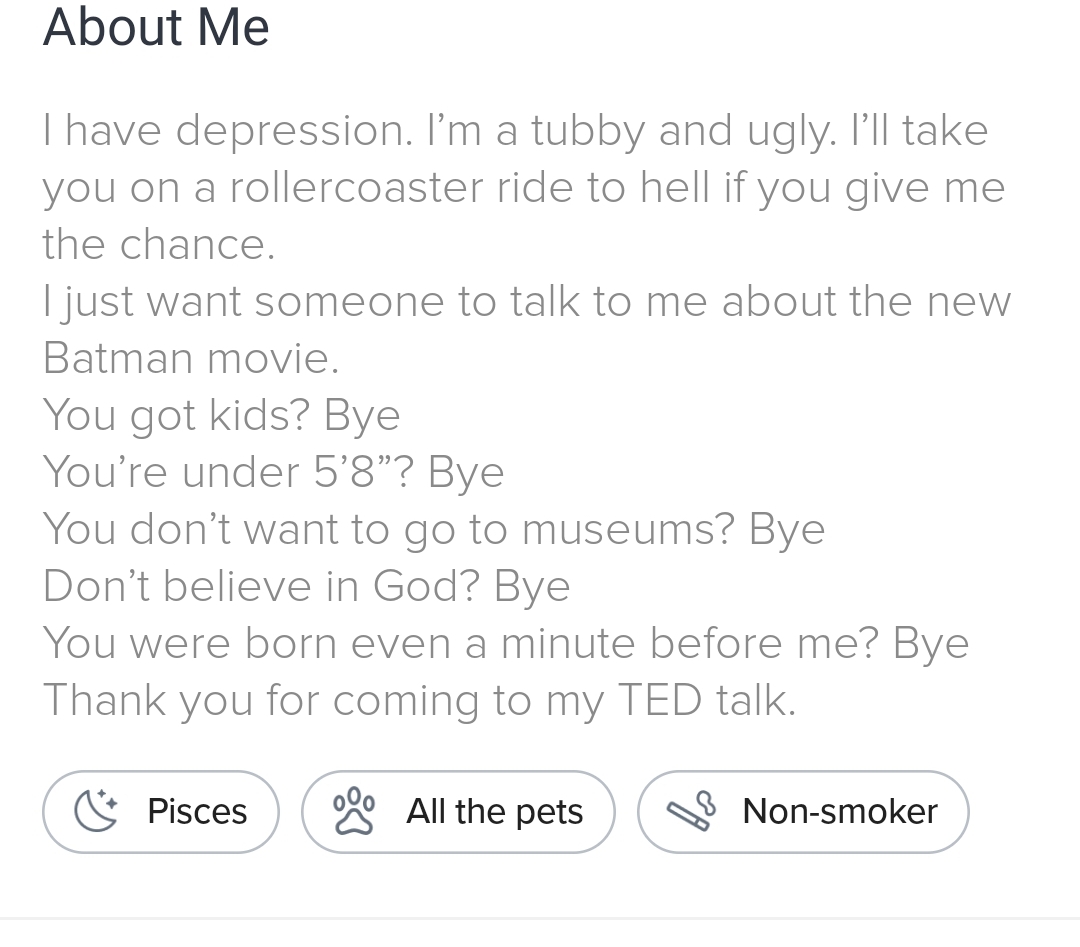 About Me
I have depression. I’m a tubby and ugly. I’ll take
you on a rollercoaster ride to hell if you give me
the chance.
I just want someone to talk to me about the new
Batman movie.
You got kids? Bye
You’re under 5’8”? Bye
You don’t want to go to museums? Bye
Don’t believe in God? Bye
You were born even a minute before me? Bye
Thank you for coming to my TED talk.
Pisces All the pets Non-smoker